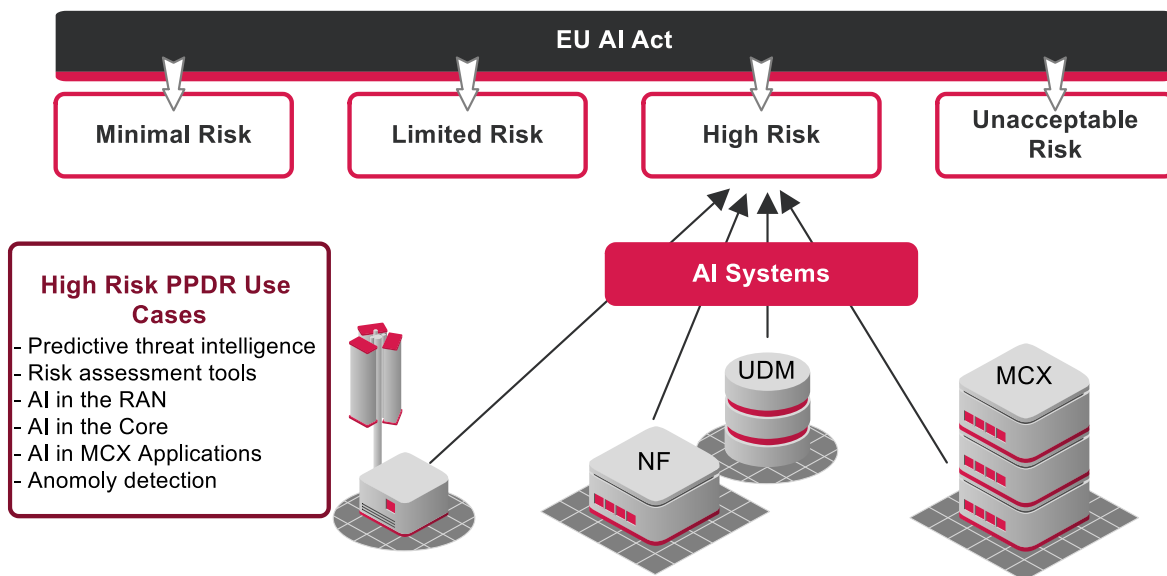 EU AI Act
Minimal Risk
Limited Risk
High Risk
Unacceptable
Risk
AI Systems
High Risk PPDR Use
Cases
- Predictive threat intelligence
- Risk assessment tools
- AI in the RAN
- AI in the Core
- AI in MCX Applications
- Anomoly detection
UDM
MCX
NF